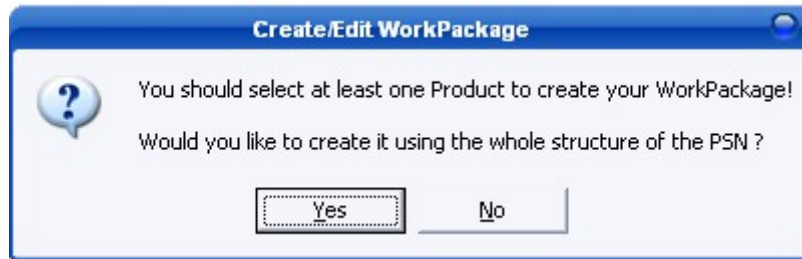 Create/Edit WorkPackage
You should select at least one Product to create your WorkPackage!
Would you like to create it using the whole structure of the PSN ?
Yes
No